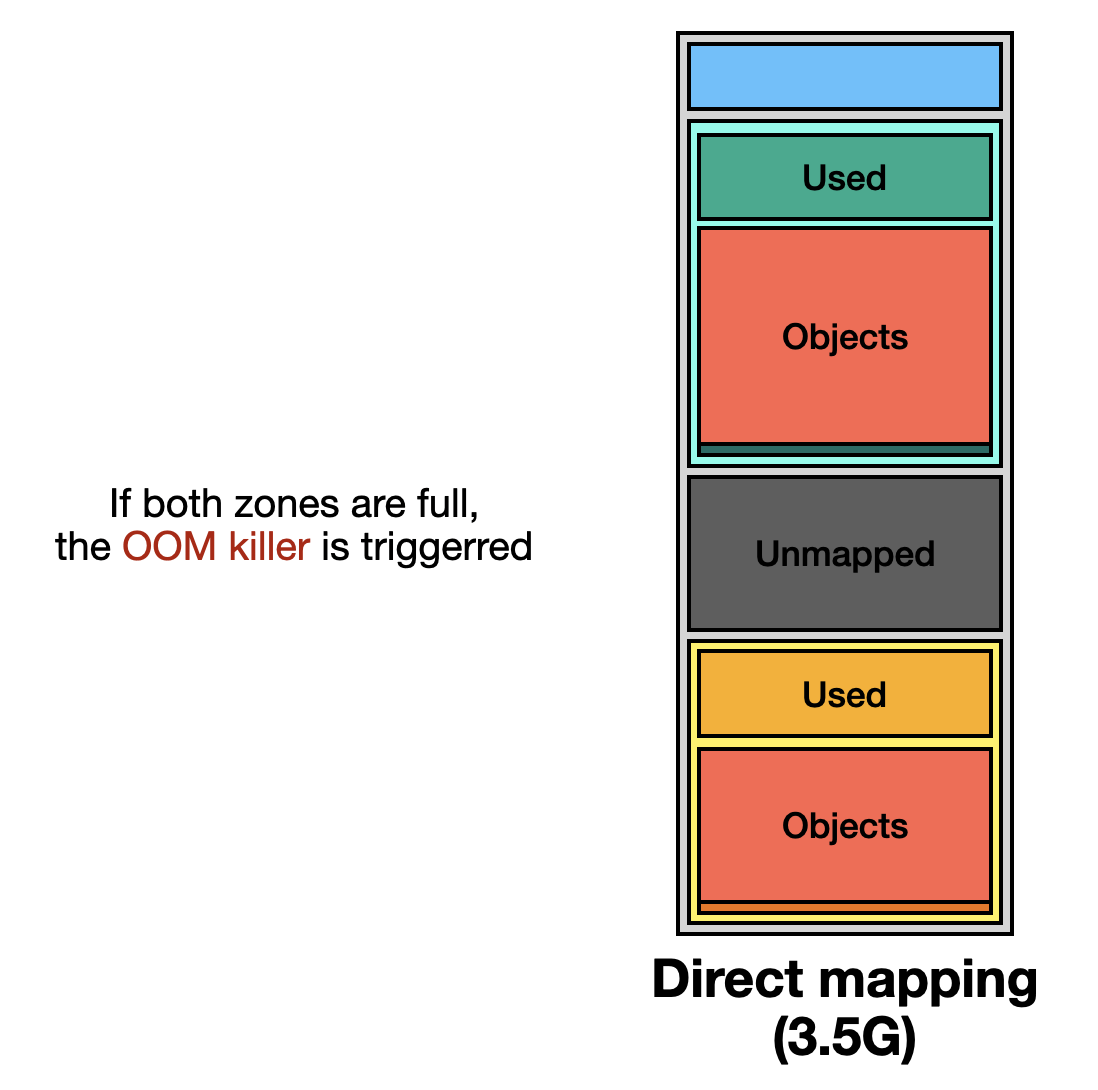 If both zones are full,
the OOM killer is triggerred
Used
Objects
Unmapped
Used
Objects
Direct mapping
(3.5G)